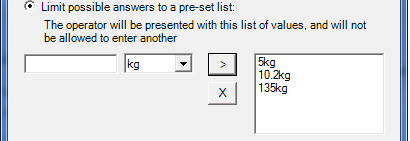 Limit possible answers to a pre-set list:
The operator will be presented with this list of values, and will not
be allowed to enter another
kg
>
5kg
10.2kg
135kg
X